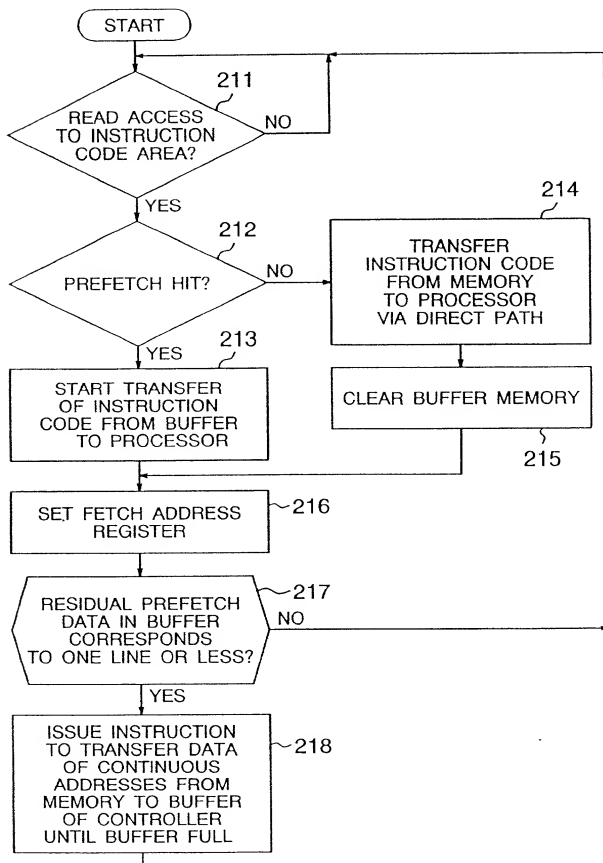 START
211
READ ACCESS
TO INSTRUCTION
CODE AREA?
NO
YES
212
PREFETCH HIT?
NO
YES
214
TRANSFER
INSTRUCTION CODE
FROM MEMORY
TO PROCESSOR
VIA DIRECT PATH
213
START TRANSFER
OF INSTRUCTION
CODE FROM BUFFER
TO PROCESSOR
CLEAR BUFFER MEMORY
215
SET FETCH ADDRESS
REGISTER
216
217
RESIDUAL PREFETCH
DATA IN BUFFER
CORRESPONDS
TO ONE LINE OR LESS?
NO
YES
ISSUE INSTRUCTION
TO TRANSFER DATA
OF CONTINUOUS
ADDRESSES FROM
MEMORY TO BUFFER
OF CONTROLLER
UNTIL BUFFER FULL
218